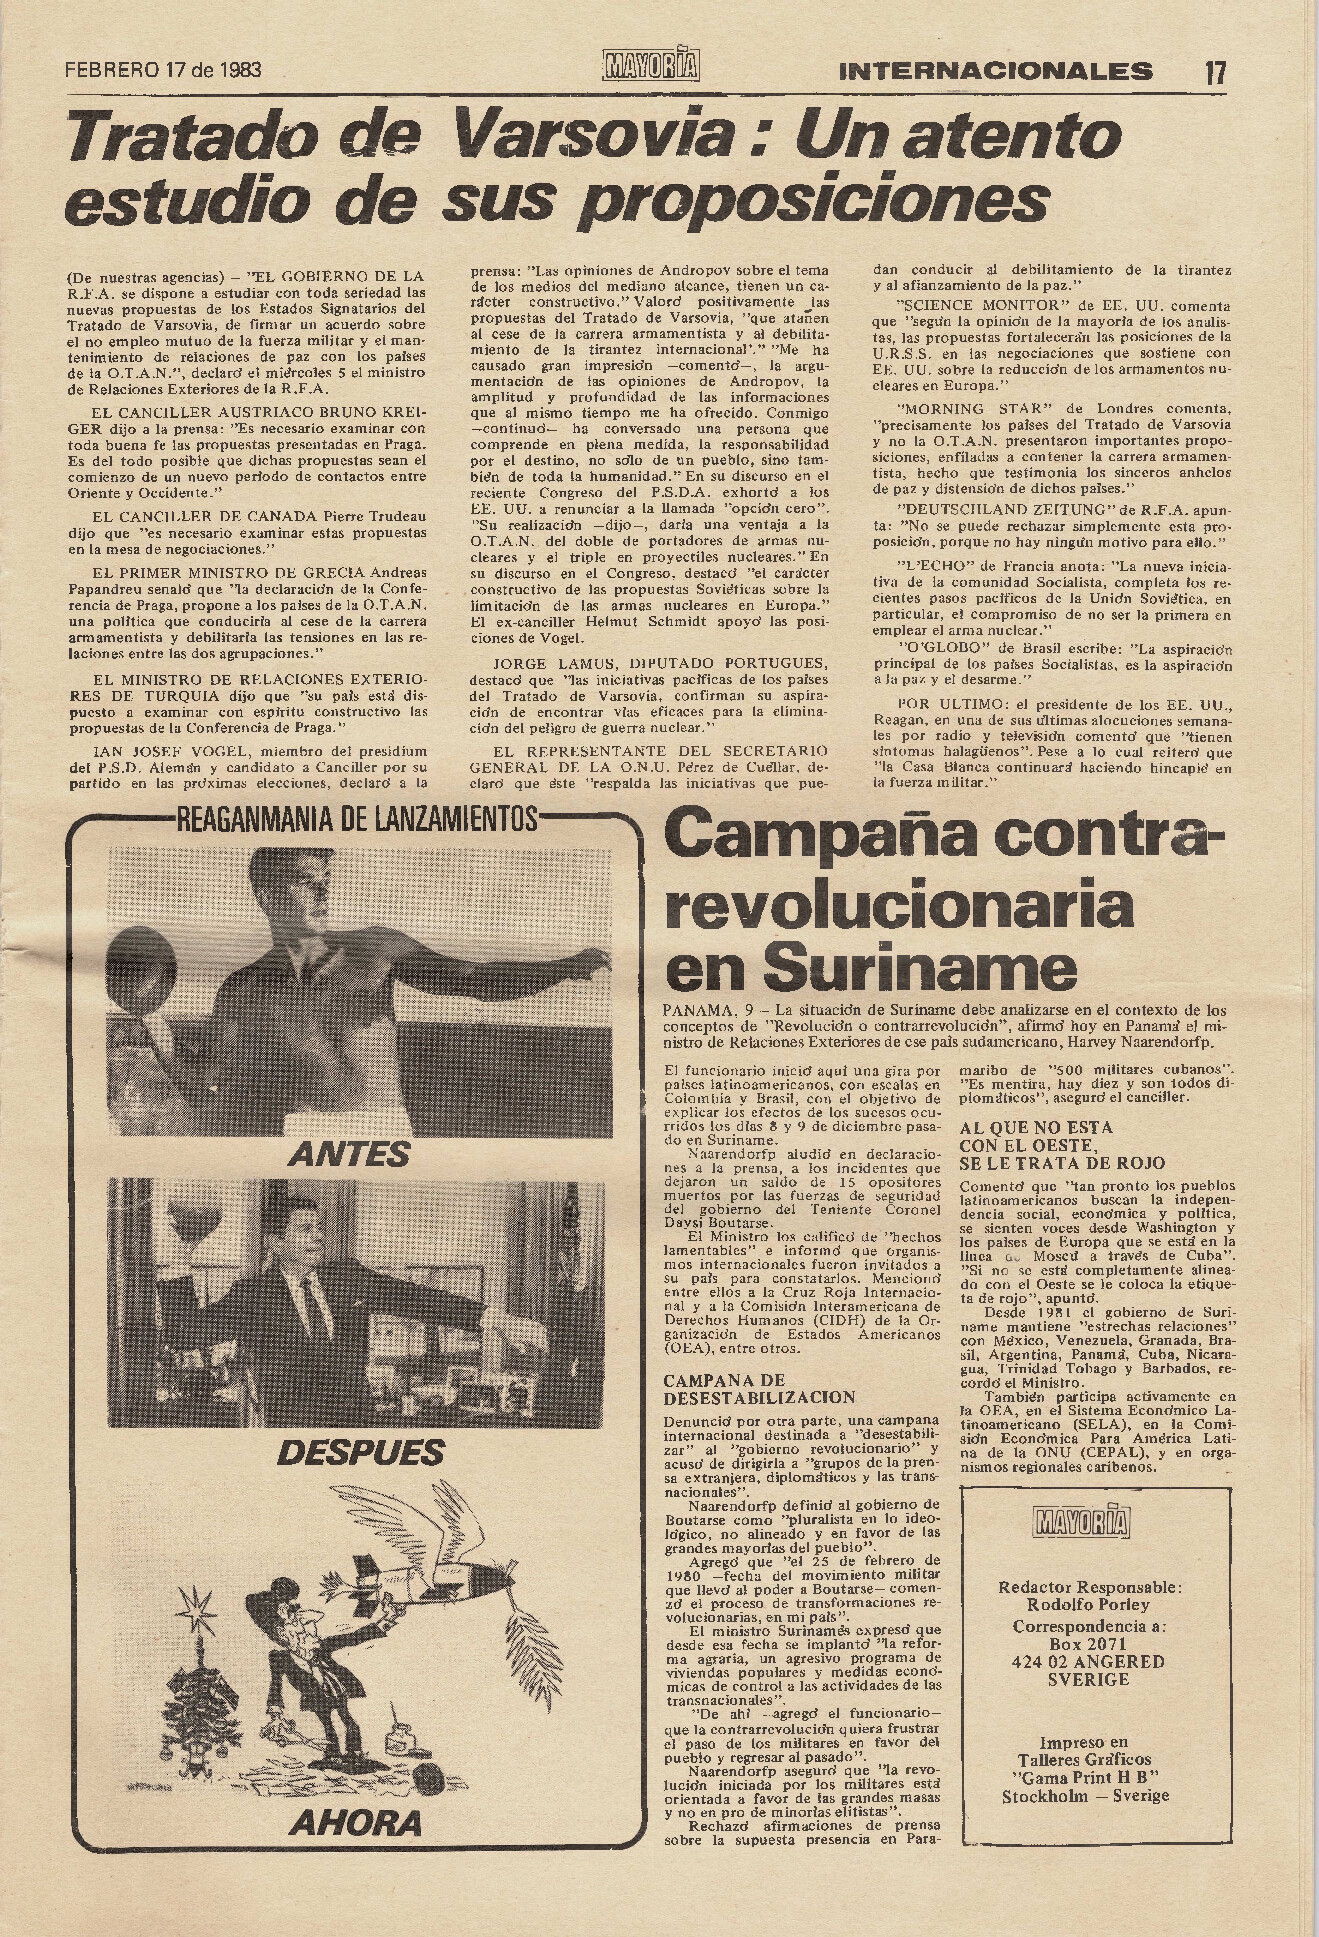 FEBRERO 17 de 1983
MAYORÍA
INTERNACIONALES 17
Tratado de Varsovia: Un atento
estudio de sus proposiciones
(De nuestras agencias) — "EL GOBIERNO DE LA
R.F.A. se dispone a estudiar con toda seriedad las
nuevas propuestas de los Estados Signatarios del
Tratado de Varsovia, de firmar un acuerdo sobre
el no empleo mutuo de la fuerza militar y el man-
tenimiento de relaciones de paz con los países
de la O.T.A.N.", declaró el miércoles 5 el ministro
de Relaciones Exteriores de la R.F.A.
EL CANCILLER AUSTRIACO BRUNO KREI-
GER dijo a la prensa: "Es necesario examinar con
toda buena fe las propuestas presentadas en Praga.
Es del todo posible que dichas propuestas sean el
comienzo de un nuevo período de contactos entre
Oriente y Occidente."
EL CANCILLER DE CANADA Pierre Trudeau
dijo que "es necesario examinar estas propuestas
en la mesa de negociaciones."
EL PRIMER MINISTRO DE GRECIA Andreas
Papandreu senaló que "la declaración de la Confe-
rencia de Praga, propone a los países de la O.T.A.N.
una política que conduciría al cese de la carrera
armamentista y debilitaría las tensiones en las re-
laciones entre las dos agrupaciones."
EL MINISTRO DE RELACIONES EXTERIO-
RES DE TURQUIA dijo que "su país está dis-
puesto a examinar con espíritu constructivo las
propuestas de la Conferencia de Praga."
IAN JOSEF VOGEL, miembro del presidium
del P.S.D. Alemán y candidato a Canciller por su
partido en las próximas elecciones, declaró a la
prensa: "Las opiniones de Andropov sobre el tema
de los medios del mediano alcance, tienen un ca-
rácter constructivo." Valoró positivamente las
propuestas del Tratado de Varsovia, "que atañen
al cese de la carrera armamentista y al debilita-
miento de la tirantez internacional'." "Me ha
causado gran impresión —comentó—, la argu-
mentación de las opiniones de Andropov, la
amplitud y profundidad de las informaciones
que al mismo tiempo me ha ofrecido. Conmigo
—continuó— ha conversado una persona que
comprende en plena medida, la responsabilidad
por el destino, no sólo de un pueblo, sino tam-
bién de toda la humanidad." En su discurso en el
reciente Congreso del P.S.D.A. exhortó a los
EE. UU. a renunciar a la llamada "opción cero".
"Su realización —dijo—, daría una ventaja a la
O.T.A.N. del doble de portadores de armas nu-
cleares y el triple en proyectiles nucleares." En
su discurso en el Congreso, destacó "el carácter
constructivo de las propuestas Soviéticas sobre la
limitación de las armas nucleares en Europa."
El ex-canciller Helmut Schmidt apoyó las posi-
ciones de Vogel.
JORGE LAMUS, DIPUTADO PORTUGUES,
destacó que "las iniciativas pacíficas de los países
del Tratado de Varsovia, confirman su aspira-
ción de encontrar vías eficaces para la elimina-
ción del peligro de guerra nuclear."
EL REPRESENTANTE DEL SECRETARIO
GENERAL DE LA O.N.U. Pérez de Cuéllar, de-
claró que éste "respalda las iniciativas que pue-
dan conducir al debilitamiento de la tirantez
y al afianzamiento de la paz."
"SCIENCE MONITOR" de EE. UU. comenta
que "según la opinión de la mayoría de los analis-
tas, las propuestas fortalecerán las posiciones de la
U.R.S.S. en las negociaciones que sostiene con
EE. UU. sobre la reducción de los armamentos nu-
cleares en Europa."
"MORNING STAR" de Londres comenta,
"precisamente los países del Tratado de Varsovia
y no la O.T.A.N. presentaron importantes propo-
siciones, enfiladas a contener la carrera armamen-
tista, hecho que testimonia los sinceros anhelos
de paz y distensión de dichos países."
"DEUTSCHLAND ZEITUNG" de R.F.A. apun-
ta: "No se puede rechazar simplemente esta pro-
posición, porque no hay ningún motivo para ello."
"L'ECHO" de Francia anota: "La nueva inicia-
tiva de la comunidad Socialista, completa los re-
cientes pasos pacíficos de la Unión Soviética, en
particular, el compromiso de no ser la primera en
emplear el arma nuclear."
"O'GLOBO" de Brasil escribe: "La aspiración
principal de los países Socialistas, es la aspiración
a la paz y el desarme."
POR ULTIMO: el presidente de los EE. UU.,
Reagan, en una de sus últimas alocuciones semana-
les por radio y televisión comentó que "tienen
síntomas halagüenos". Pese a lo cual reiteró que
"la Casa Blanca continuará haciendo hincapié en
la fuerza militar."
REAGANMANIA DE LANZAMIENTOS
ANTES
DESPUES
AHORA
Campaña contra-
revolucionaria
en Suriname
PANAMA, 9 — La situación de Suriname debe analizarse en el contexto de los
conceptos de "Revolución o contrarrevolución", afirmó hoy en Panamá el mi-
nistro de Relaciones Exteriores de ese país sudamericano, Harvey Naarendorfp.
El funcionario inició aquí una gira por
países latinoamericanos, con escalas en
Colombia y Brasil, con el objetivo de
explicar los efectos de los sucesos ocu-
rridos los días 8 y 9 de diciembre pasa-
do en Suriname.
Naarendorfp aludió en declaracio-
nes a la prensa, a los incidentes que
dejaron un saldo de 15 opositores
muertos por las fuerzas de seguridad
del gobierno del Teniente Coronel
Daysi Boutarse.
El Ministro los calificó de "hechos
lamentables" e informó que organis-
mos internacionales fueron invitados a
su país para constatarlos. Mencionó
entre ellos a la Cruz Roja Internacio-
nal y a la Comisión Interamericana de
Derechos Humanos (CIDH) de la Or-
ganización de Estados Americanos
(OEA), entre otros.
CAMPANA DE
DESESTABILIZACION
Denunció por otra parte, una campana
internacional destinada a "desestabili-
zar" al "gobierno revolucionario" y
acusó de dirigirla a "grupos de la pren-
sa extranjera, diplomáticos y las trans-
nacionales".
Naarendorfp definió al gobierno de
Boutarse como "pluralista en lo ideo-
lógico, no alineado y en favor de las
grandes mayorías del pueblo".
Agregó que "el 25 de febrero de
1980 —fecha del movimiento militar
que llevó al poder a Boutarse— comen-
zó el proceso de transformaciones re-
volucionarias, en mi país".
El ministro Surinamés expresó que
desde esa fecha se implantó "la refor-
ma agraria, un agresivo programa de
viviendas populares y medidas econó-
micas de control a las actividades de las
transnacionales".
"De ahí —agregó el funcionario—
que la contrarrevolución quiera frustrar
el paso de los militares en favor del
pueblo y regresar al pasado".
Naarendorfp aseguró que "la revo-
lución iniciada por los militares está
orientada a favor de las grandes masas
y no en pro de minorías elitistas".
Rechazó afirmaciones de prensa
sobre la supuesta presencia en Para-
maribo de "500 militares cubanos".
"Es mentira, hay diez y son todos di-
plomáticos", aseguró el canciller.
AL QUE NO ESTA
CON EL OESTE,
SE LE TRATA DE ROJO
Comentó que "tan pronto los pueblos
latinoamericanos buscan la indepen-
dencia social, económica y política,
se sienten voces desde Washington y
los países de Europa que se está en la
línea de Moscú a través de Cuba".
"Si no se está completamente alinea-
do con el Oeste se le coloca la etique-
ta de rojo", apuntó.
Desde 1981 el gobierno de Suri-
name mantiene "estrechas relaciones"
con México, Venezuela, Granada, Bra-
sil, Argentina, Panamá, Cuba, Nicara-
gua, Trinidad Tobago y Barbados, re-
cordó el Ministro.
También participa activamente en
la OEA, en el Sistema Económico La-
tinoamericano (SELA), en la Comi-
sión Económica Para América Lati-
na de la ONU (CEPAL), y en orga-
nismos regionales caribenos.
MAYORÍA
Redactor Responsable:
Rodolfo Porley
Correspondencia a:
Box 2071
424 02 ANGERED
SVERIGE
Impreso en
Talleres Gráficos
"Gama Print H B"
Stockholm — Sverige